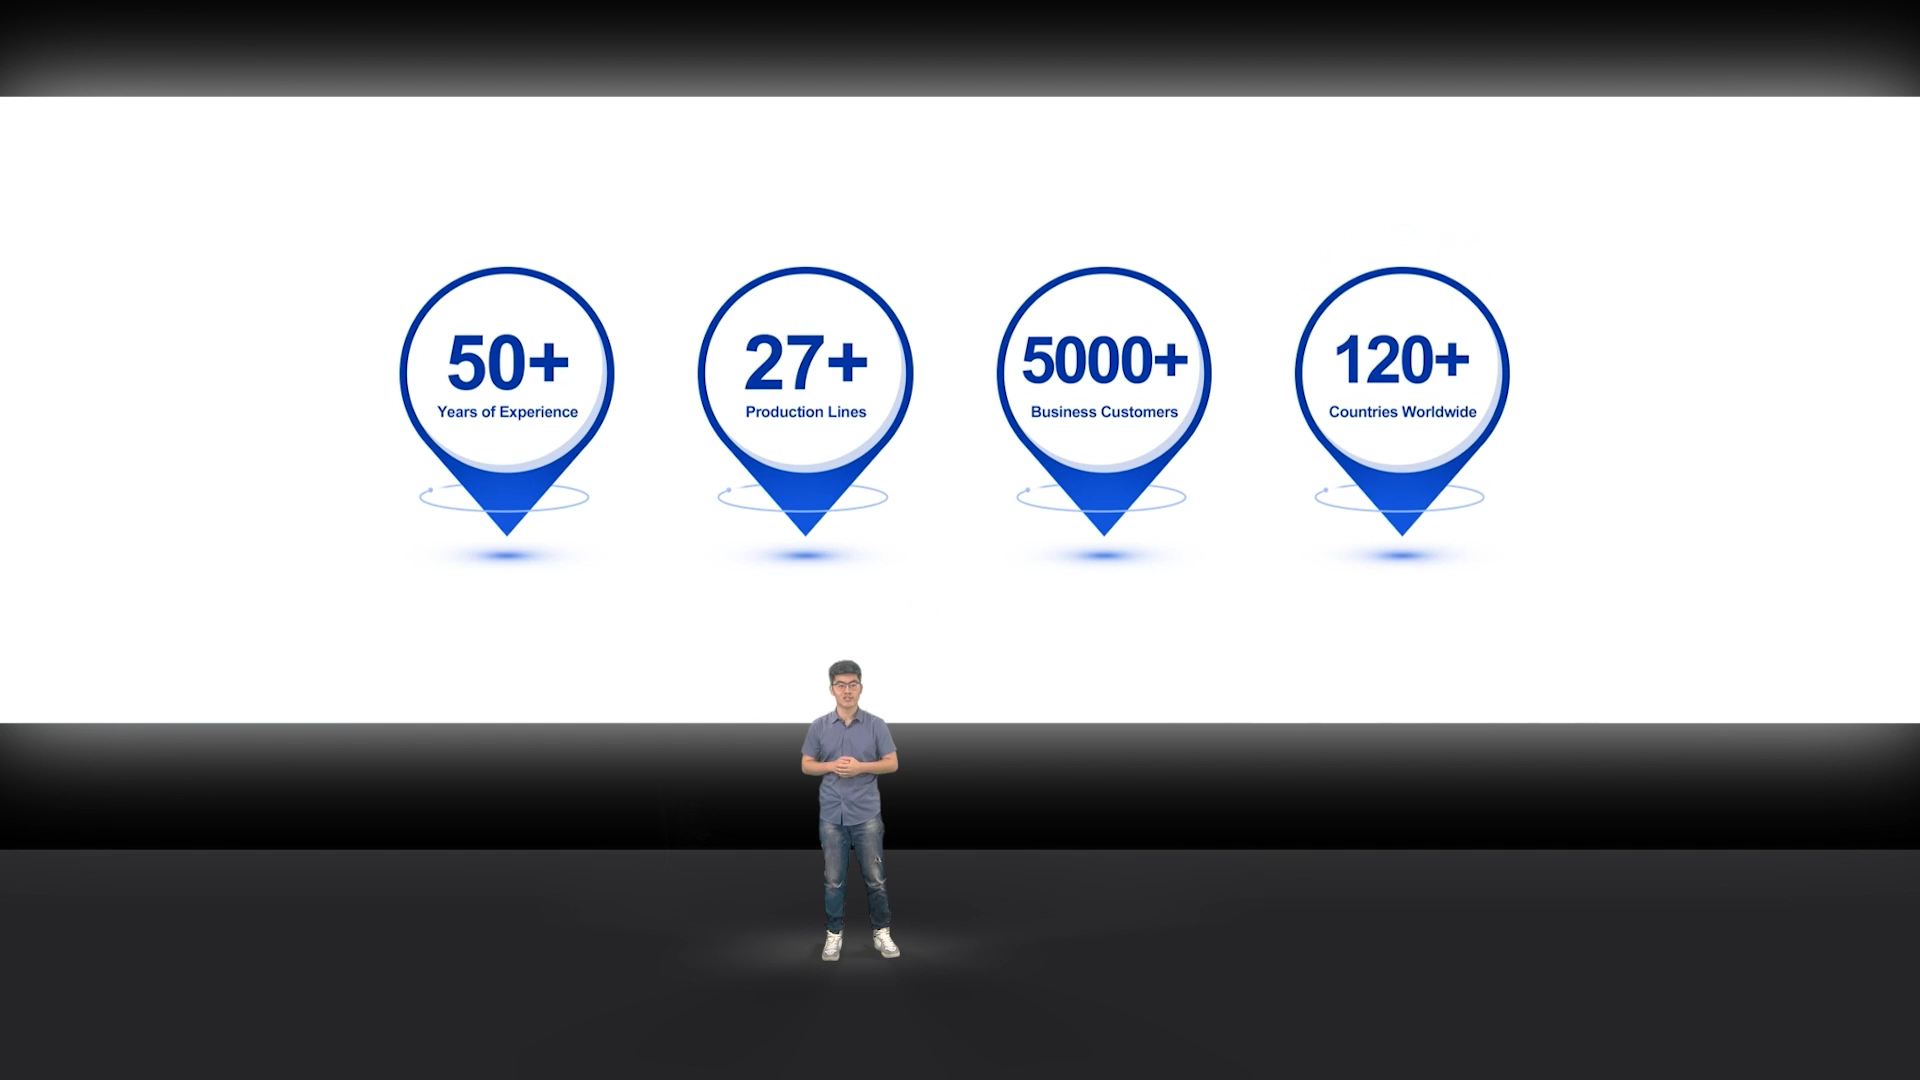 50+
Years of Experience
27+
Production Lines
5000+
Business Customers
120+
Countries Worldwide